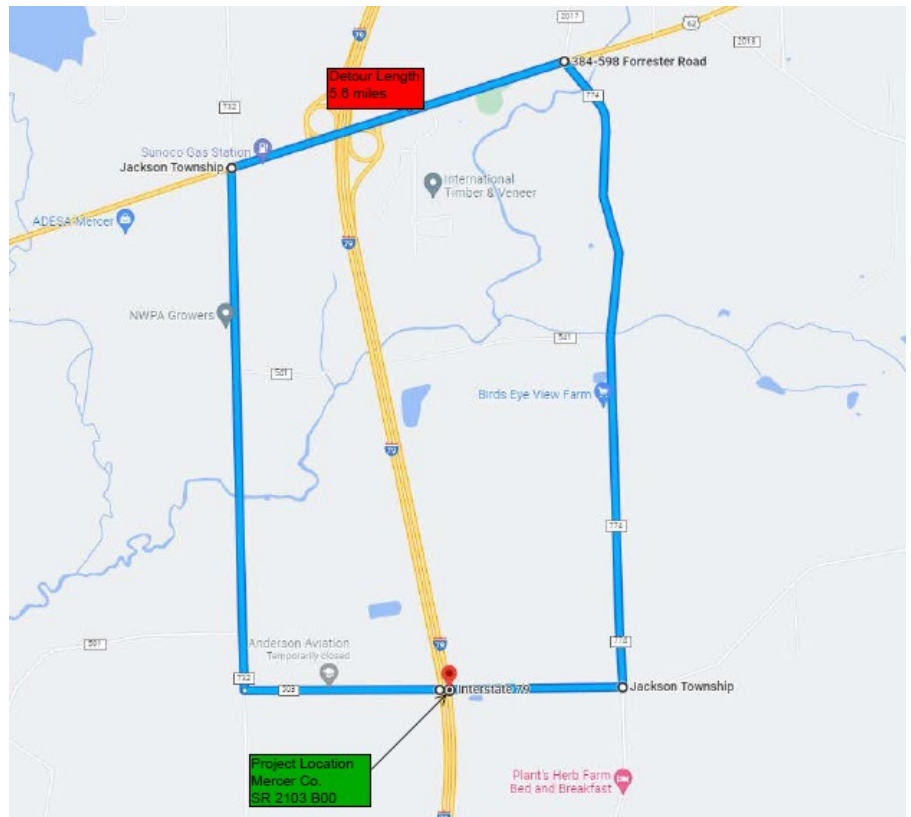 79
2017
62
2018
384-598 Forrester Road
Detour Length
5.8 miles
774
732
Sunoco Gas Station
Jackson Township
International
Timber & Veneer
ADESA Mercer
79
NWPA Growers
541
501
Birds Eye View Farm
79
774
501
Anderson Aviation
Temporarily closed
79
774
732
Interstate 79
Jackson Township
Project Location
Mercer Co.
SR 2103 B00
Plant's Herb Farm
Bed and Breakfast
79